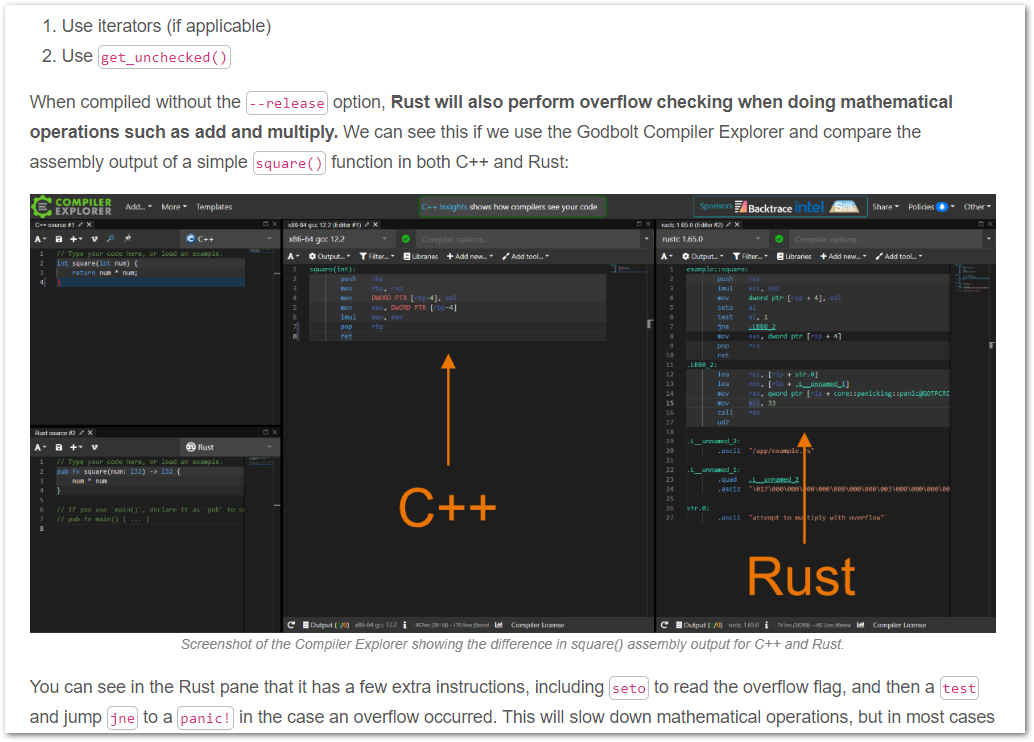 1. Use iterators (if applicable)
2. Use get_unchecked()
When compiled without the --release option, Rust will also perform overflow checking when doing mathematical
operations such as add and multiply. We can see this if we use the Godbolt Compiler Explorer and compare the
assembly output of a simple square() function in both C++ and Rust:
COMPILER EXPLORER Add... More Templates C++ Insights shows how compilers see your code Sponsors Backtrace intel Share Policies Other
C++ source #1
A C++
1 // Type your code here, or load an example.
2 int square(int num) {
3 return num * num;
4 }
Rust source #2
A Rust
1 // Type your code here, or load an example.
2 pub fn square(num: i32) -> i32 {
3 num * num
4 }
5
6 // If you use `main()`, declare it as `pub` to
7 // pub fn main() { ... }
8
x86-64 gcc 12.2 (Editor #1)
x86-64 gcc 12.2 Compiler options...
A Output... Filter... Libraries Add new... Add tool...
1 square(int):
2 push rbp
3 mov rbp, rsp
4 mov DWORD PTR [rbp-4], edi
5 mov eax, DWORD PTR [rbp-4]
6 imul eax, eax
7 pop rbp
8 ret
C++
Output (0/0) x86-64 gcc 12.2 Compiler License
rustc 1.65.0 (Editor #2)
rustc 1.65.0 Compiler options...
A Output... Filter... Libraries Add new... Add tool...
1 example::square:
2 push rax
3 imul edi, edi
4 mov dword ptr [rsp + 4], edi
5 seto al
6 test al, 1
7 jne .LBB0_2
8 mov eax, dword ptr [rsp + 4]
9 pop rcx
10 ret
11 .LBB0_2:
12 lea rdi, [rip + str.0]
13 lea rdx, [rip + .L__unnamed_1]
14 mov rax, qword ptr [rip + core::panicking::panic@GOTPCRE
15 mov esi, 33
16 call rax
17 ud2
18
19 .L__unnamed_2:
20 .ascii "/app/example.rs"
21
22 .L__unnamed_1:
23 .quad .L__unnamed_2
24 .asciz "\017\000\000\000\000\000\000\000\003\000\000\000\00
25
26 str.0:
27 .ascii "attempt to multiply with overflow"
Rust
Output (0/0) rustc 1.65.0 Compiler License
Screenshot of the Compiler Explorer showing the difference in square() assembly output for C++ and Rust.
You can see in the Rust pane that it has a few extra instructions, including seto to read the overflow flag, and then a test
and jump jne to a panic! in the case an overflow occurred. This will slow down mathematical operations, but in most cases